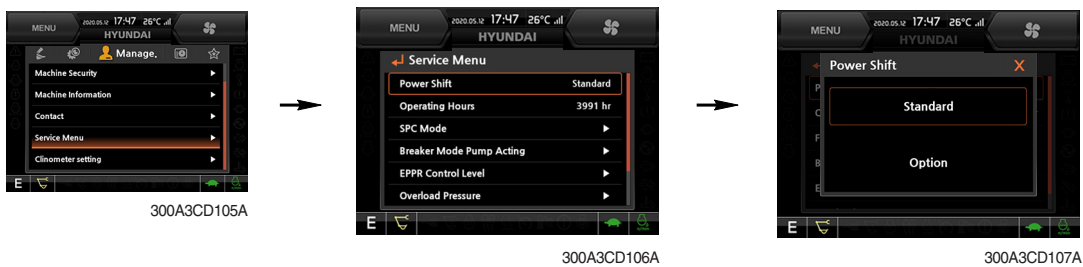 MENU
2020.05.12 17:47 26°C .ıl
HYUNDAI
Manage.
Machine Security
Machine Information
Contact
Service Menu
Clinometer setting
E
300A3CD105A
MENU
2020.05.12 17:47 26°C .ıl
HYUNDAI
Service Menu
Power Shift Standard
Operating Hours 3991 hr
SPC Mode
Breaker Mode Pump Acting
EPPR Control Level
Overload Pressure
E
300A3CD106A
MENU
2020.05.12 17:47 26°C .ıl
HYUNDAI
Power Shift X
Standard
Option
E
300A3CD107A